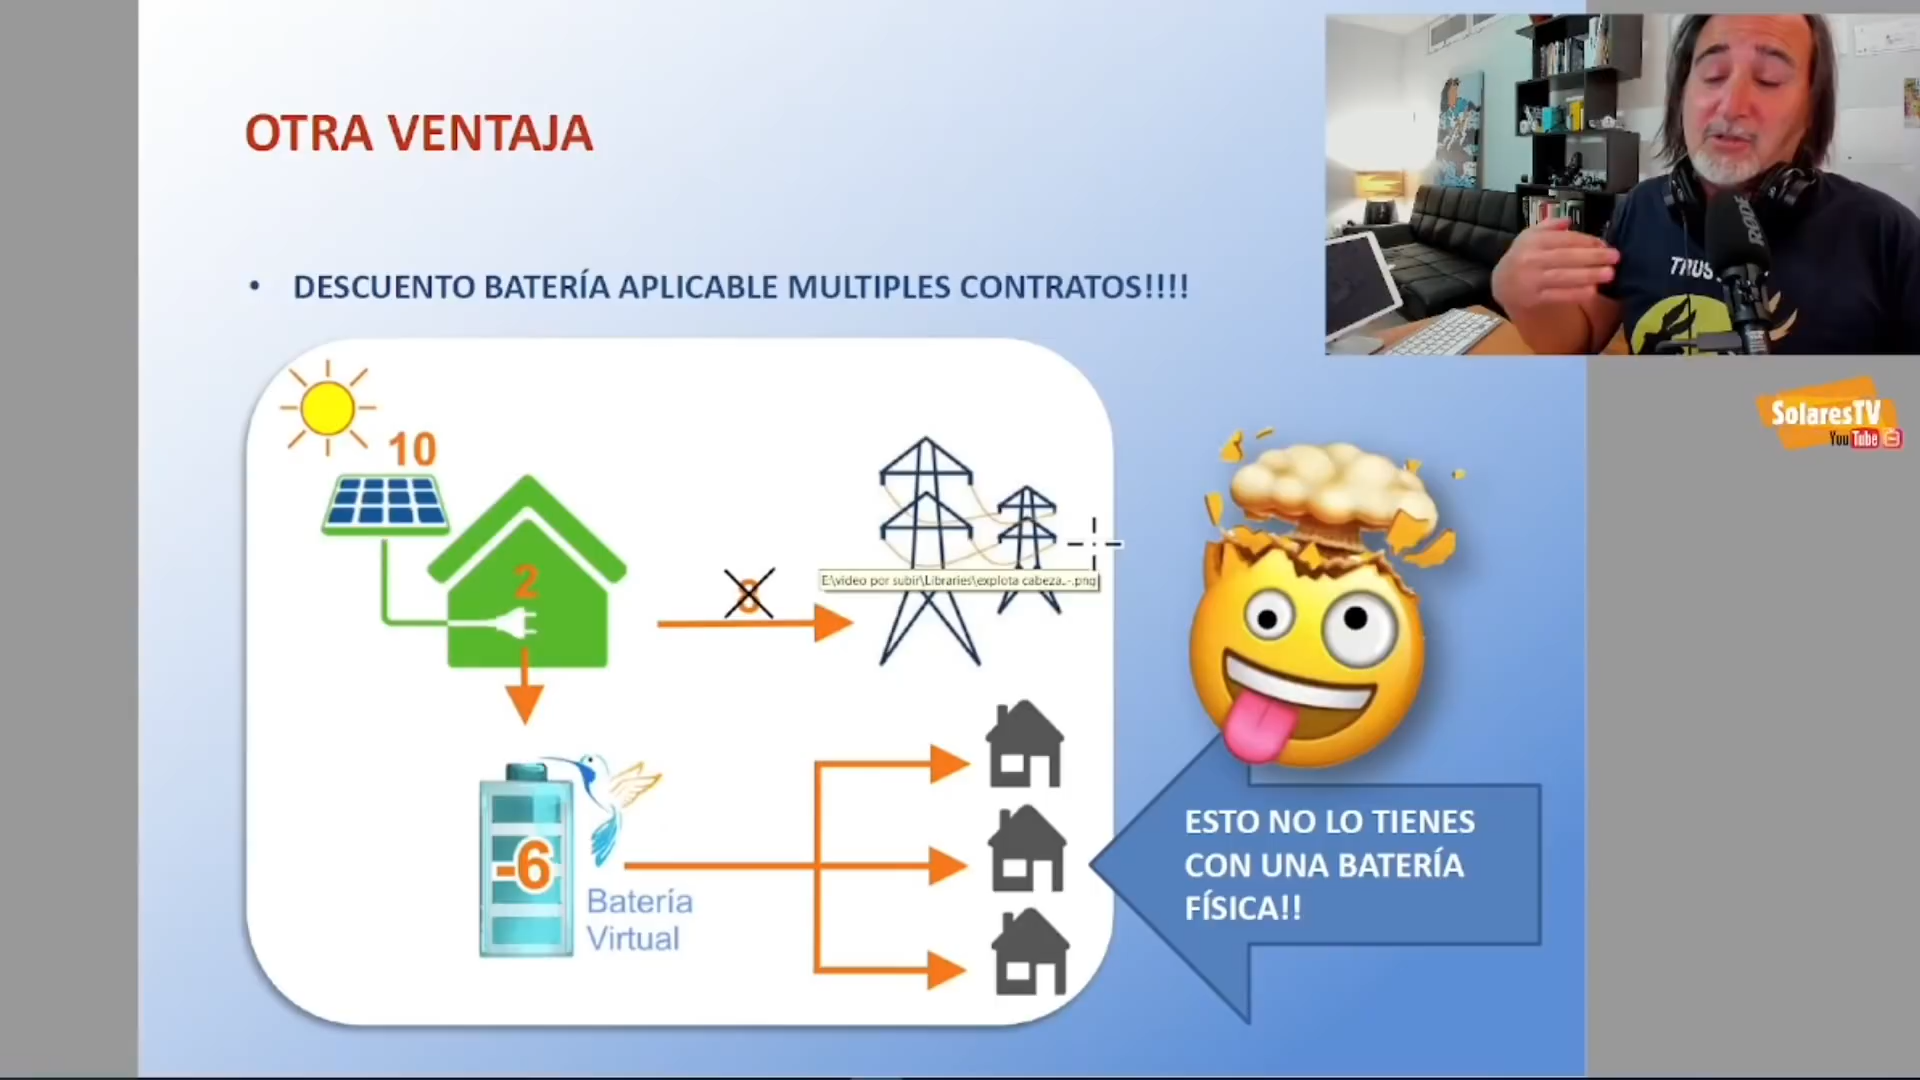 OTRA VENTAJA
• DESCUENTO BATERÍA APLICABLE MULTIPLES CONTRATOS!!!!
10
2
8
E:\video por subir\Libraries\explota cabeza..-.png
-6
Batería
Virtual
ESTO NO LO TIENES
CON UNA BATERÍA
FÍSICA!!
RODE
SolaresTV
YouTube